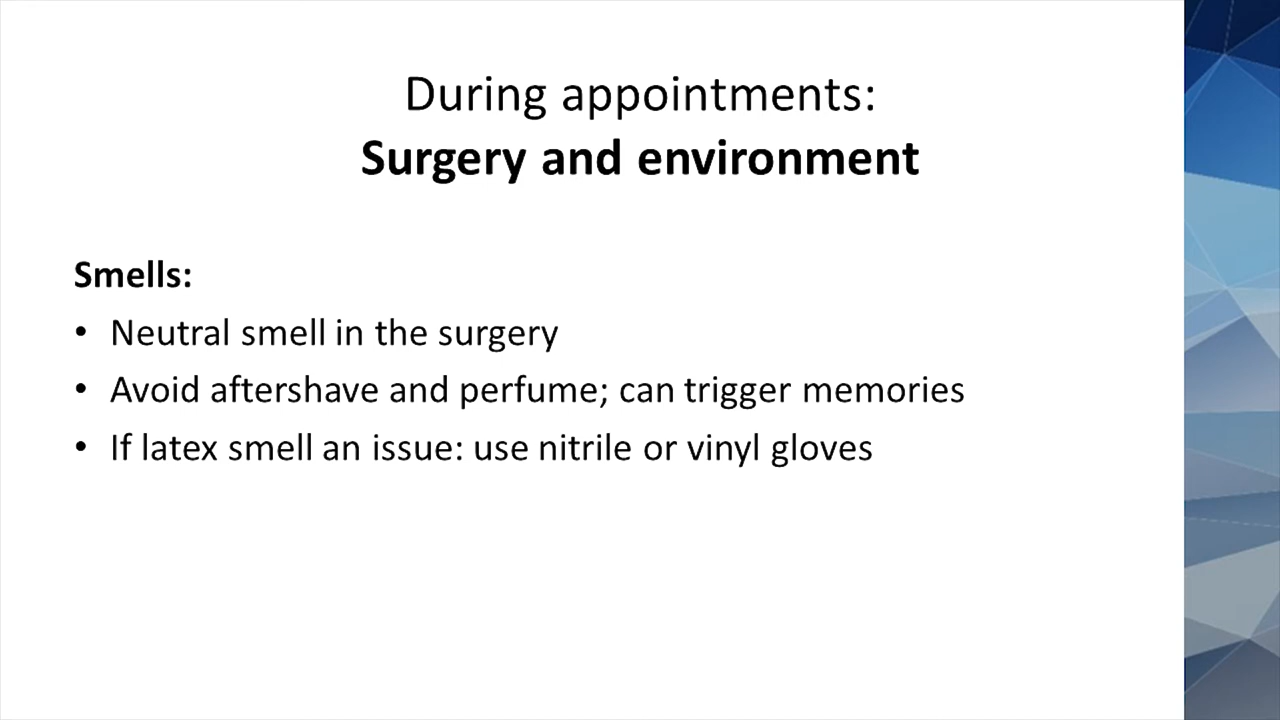 During appointments:
Surgery and environment
Smells:
• Neutral smell in the surgery
• Avoid aftershave and perfume; can trigger memories
• If latex smell an issue: use nitrile or vinyl gloves